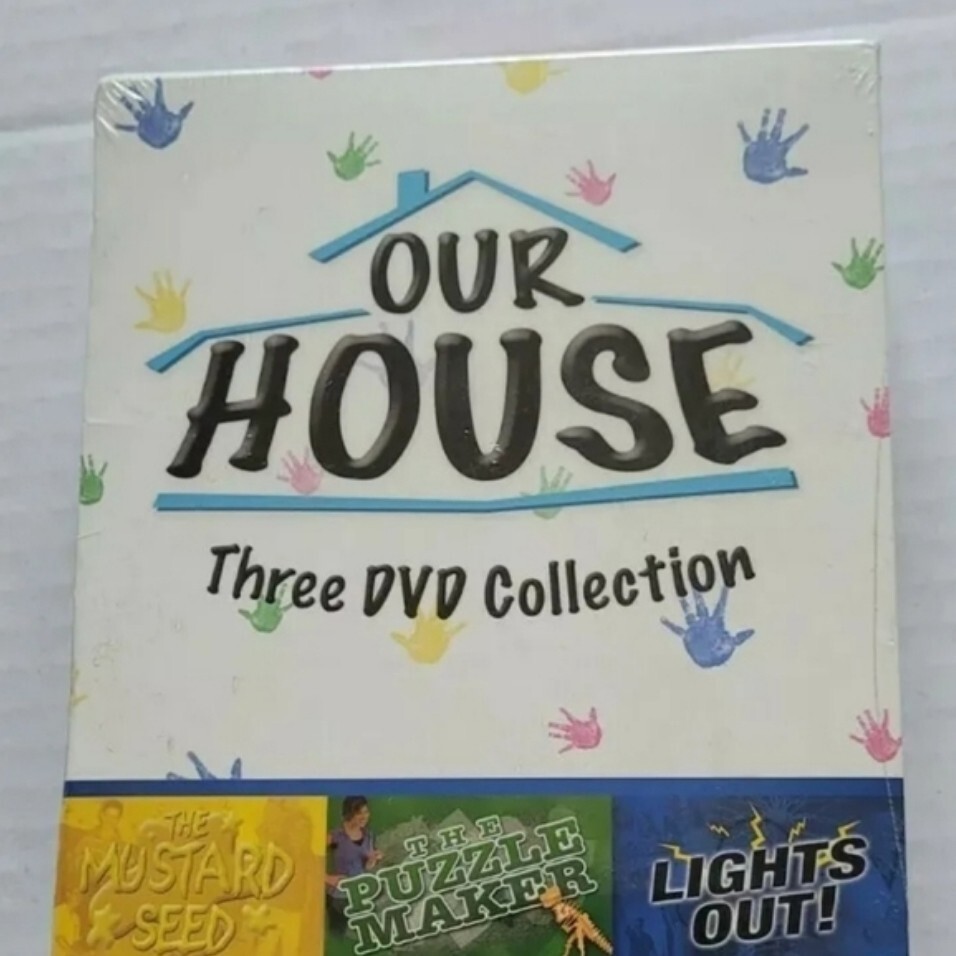 OUR
HOUSE
Three DVD Collection
THE
MUSTARD
SEED
THE
PUZZLE
MAKER
LIGHTS
OUT!